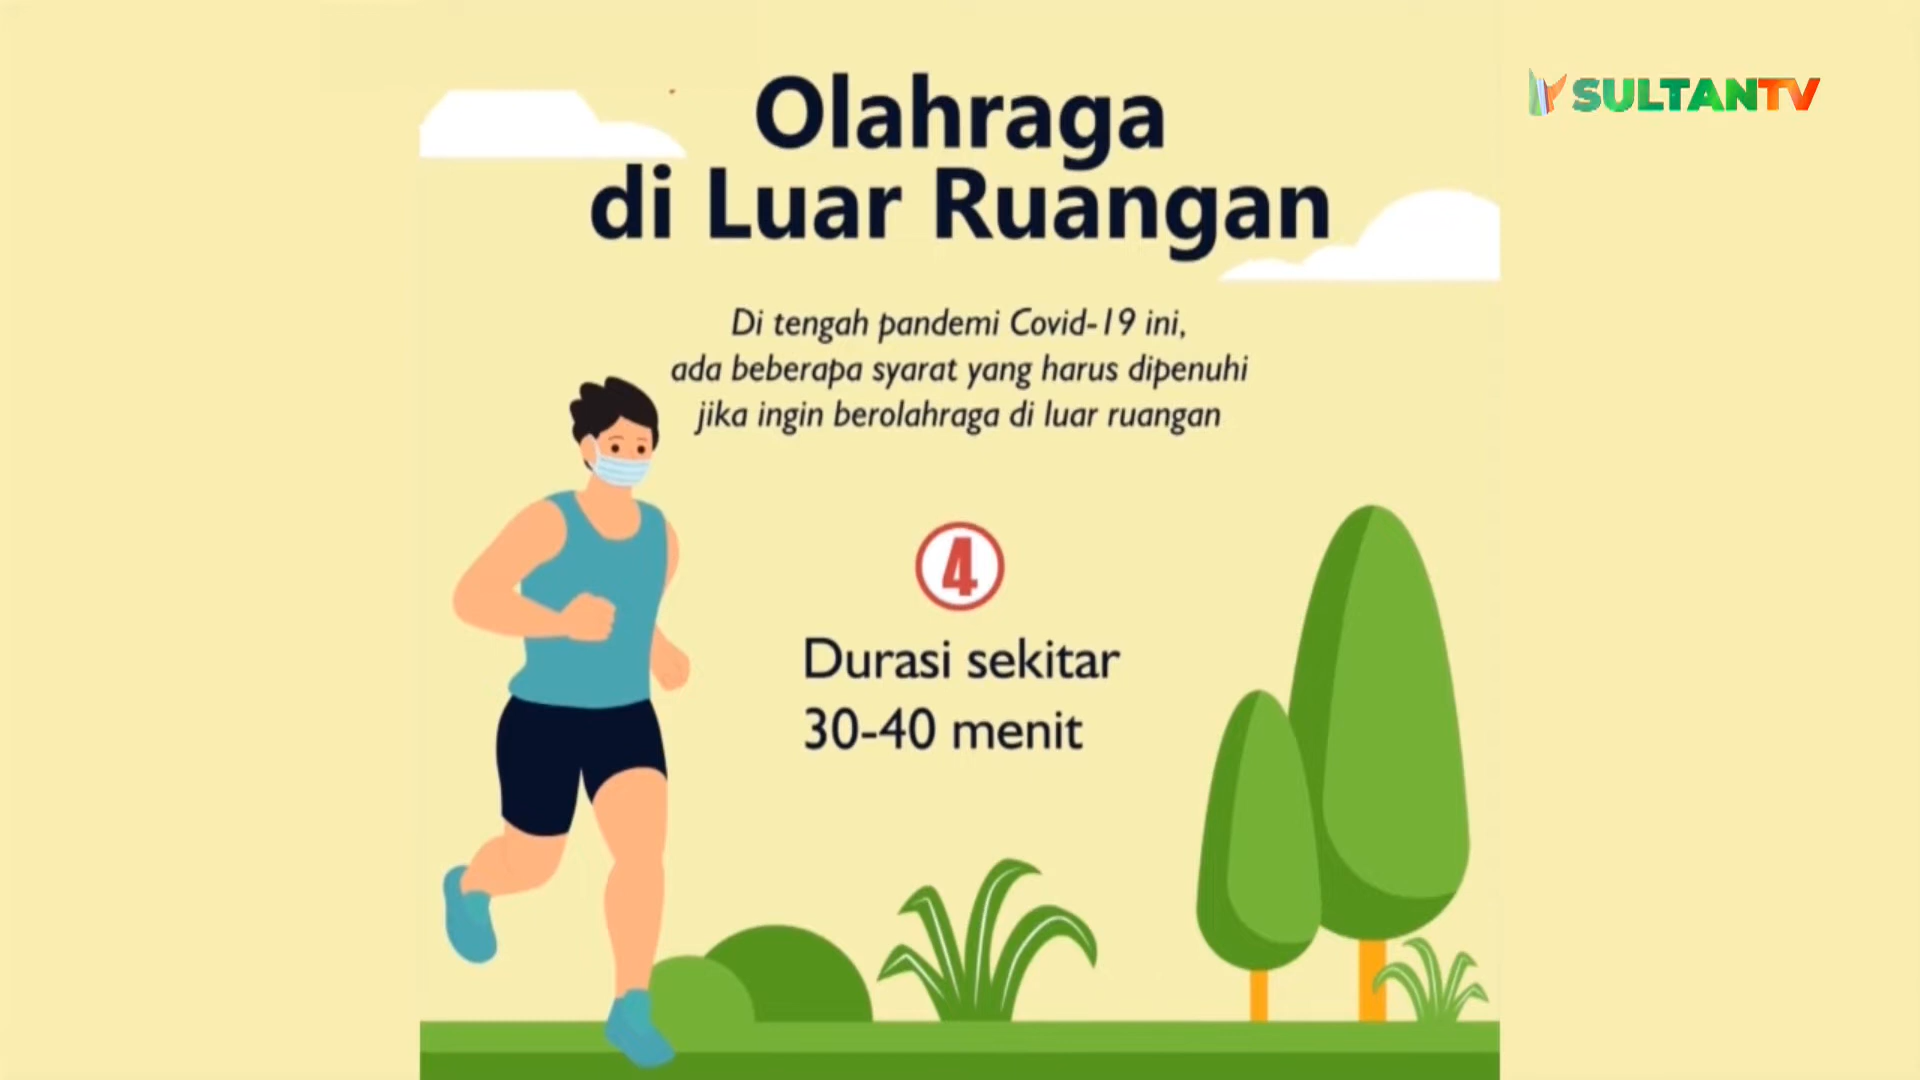 Olahraga
di Luar Ruangan
SULTANTV
Di tengah pandemi Covid-19 ini,
ada beberapa syarat yang harus dipenuhi
jika ingin berolahraga di luar ruangan
4
Durasi sekitar
30-40 menit